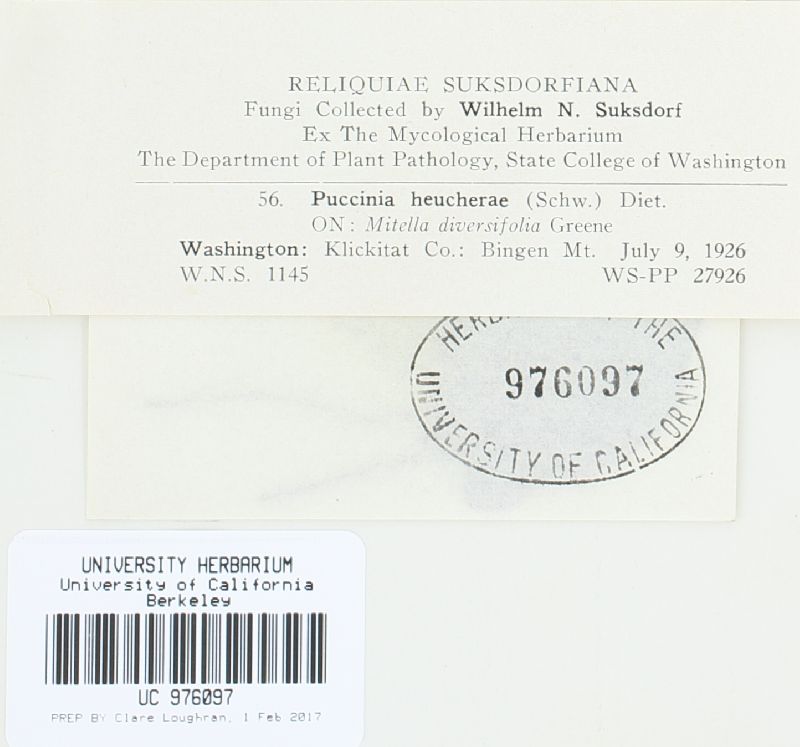 RELIQUIAE SUKSDORFIANA
Fungi Collected by Wilhelm N. Suksdorf
Ex The Mycological Herbarium
The Department of Plant Pathology, State College of Washington
56. Puccinia heucherae (Schw.) Diet.
ON: Mitella diversifolia Greene
Washington: Klickitat Co.: Bingen Mt. July 9, 1926
W.N.S. 1145 WS-PP 27926
THE
976097
UNIVERSITY OF CALIFORNIA
UNIVERSITY HERBARIUM
University of California
Berkeley
UC 976097
PREP BY Clare Loughran, 1 Feb 2017